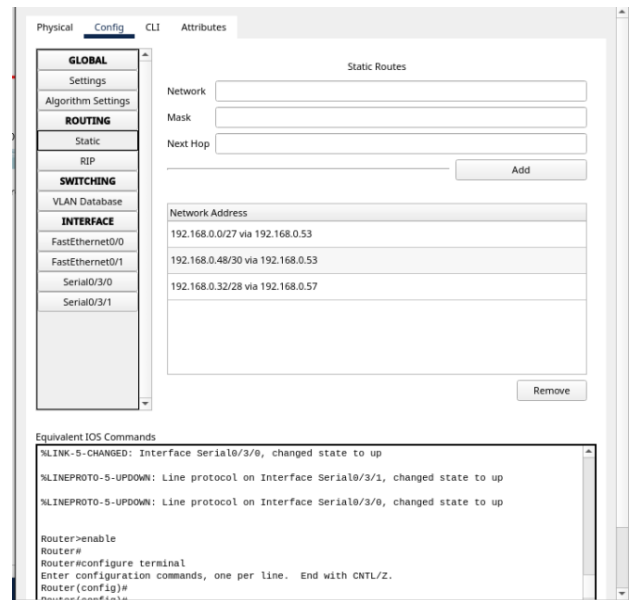 Physical Config CLI Attributes
GLOBAL
Settings
Algorithm Settings
ROUTING
Static
RIP
SWITCHING
VLAN Database
INTERFACE
FastEthernet0/0
FastEthernet0/1
Serial0/3/0
Serial0/3/1
Static Routes
Network
Mask
Next Hop
Add
Network Address
192.168.0.0/27 via 192.168.0.53
192.168.0.48/30 via 192.168.0.53
192.168.0.32/28 via 192.168.0.57
Remove
Equivalent IOS Commands
%LINK-5-CHANGED: Interface Serial0/3/0, changed state to up
%LINEPROTO-5-UPDOWN: Line protocol on Interface Serial0/3/1, changed state to up
%LINEPROTO-5-UPDOWN: Line protocol on Interface Serial0/3/0, changed state to up
Router>enable
Router#
Router#configure terminal
Enter configuration commands, one per line. End with CNTL/Z.
Router(config)#
Router(config)#